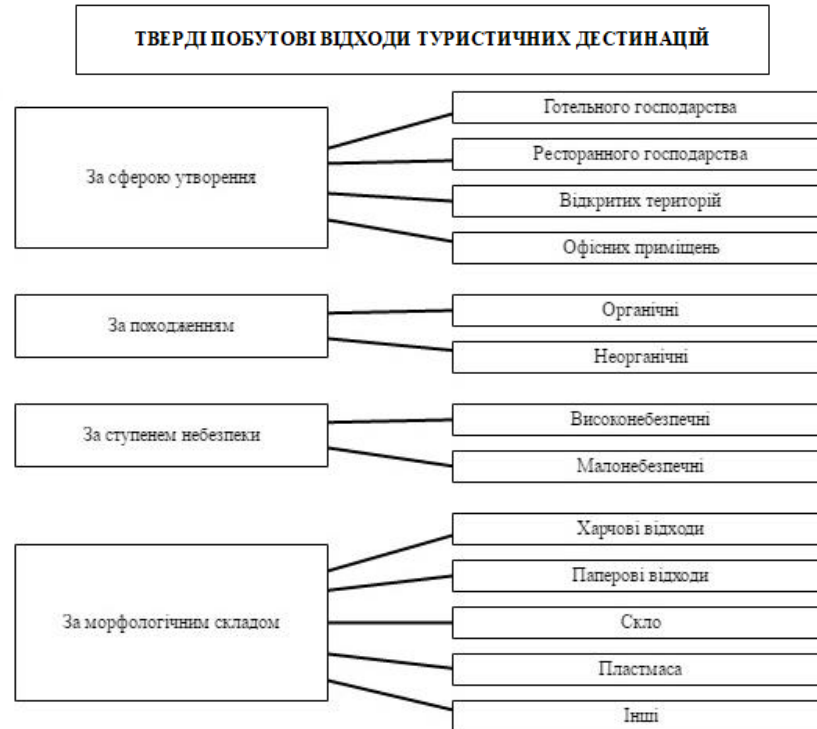 ТВЕРДІ ПОБУТОВІ ВІДХОДИ ТУРИСТИЧНИХ ДЕСТИНАЦІЙ
За сферою утворення
Готельного господарства
Ресторанного господарства
Відкритих територій
Офісних приміщень
За походженням
Органічні
Неорганічні
За ступенем небезпеки
Високонебезпечні
Малонебезпечні
За морфологічним складом
Харчові відходи
Паперові відходи
Скло
Пластмаса
Інші